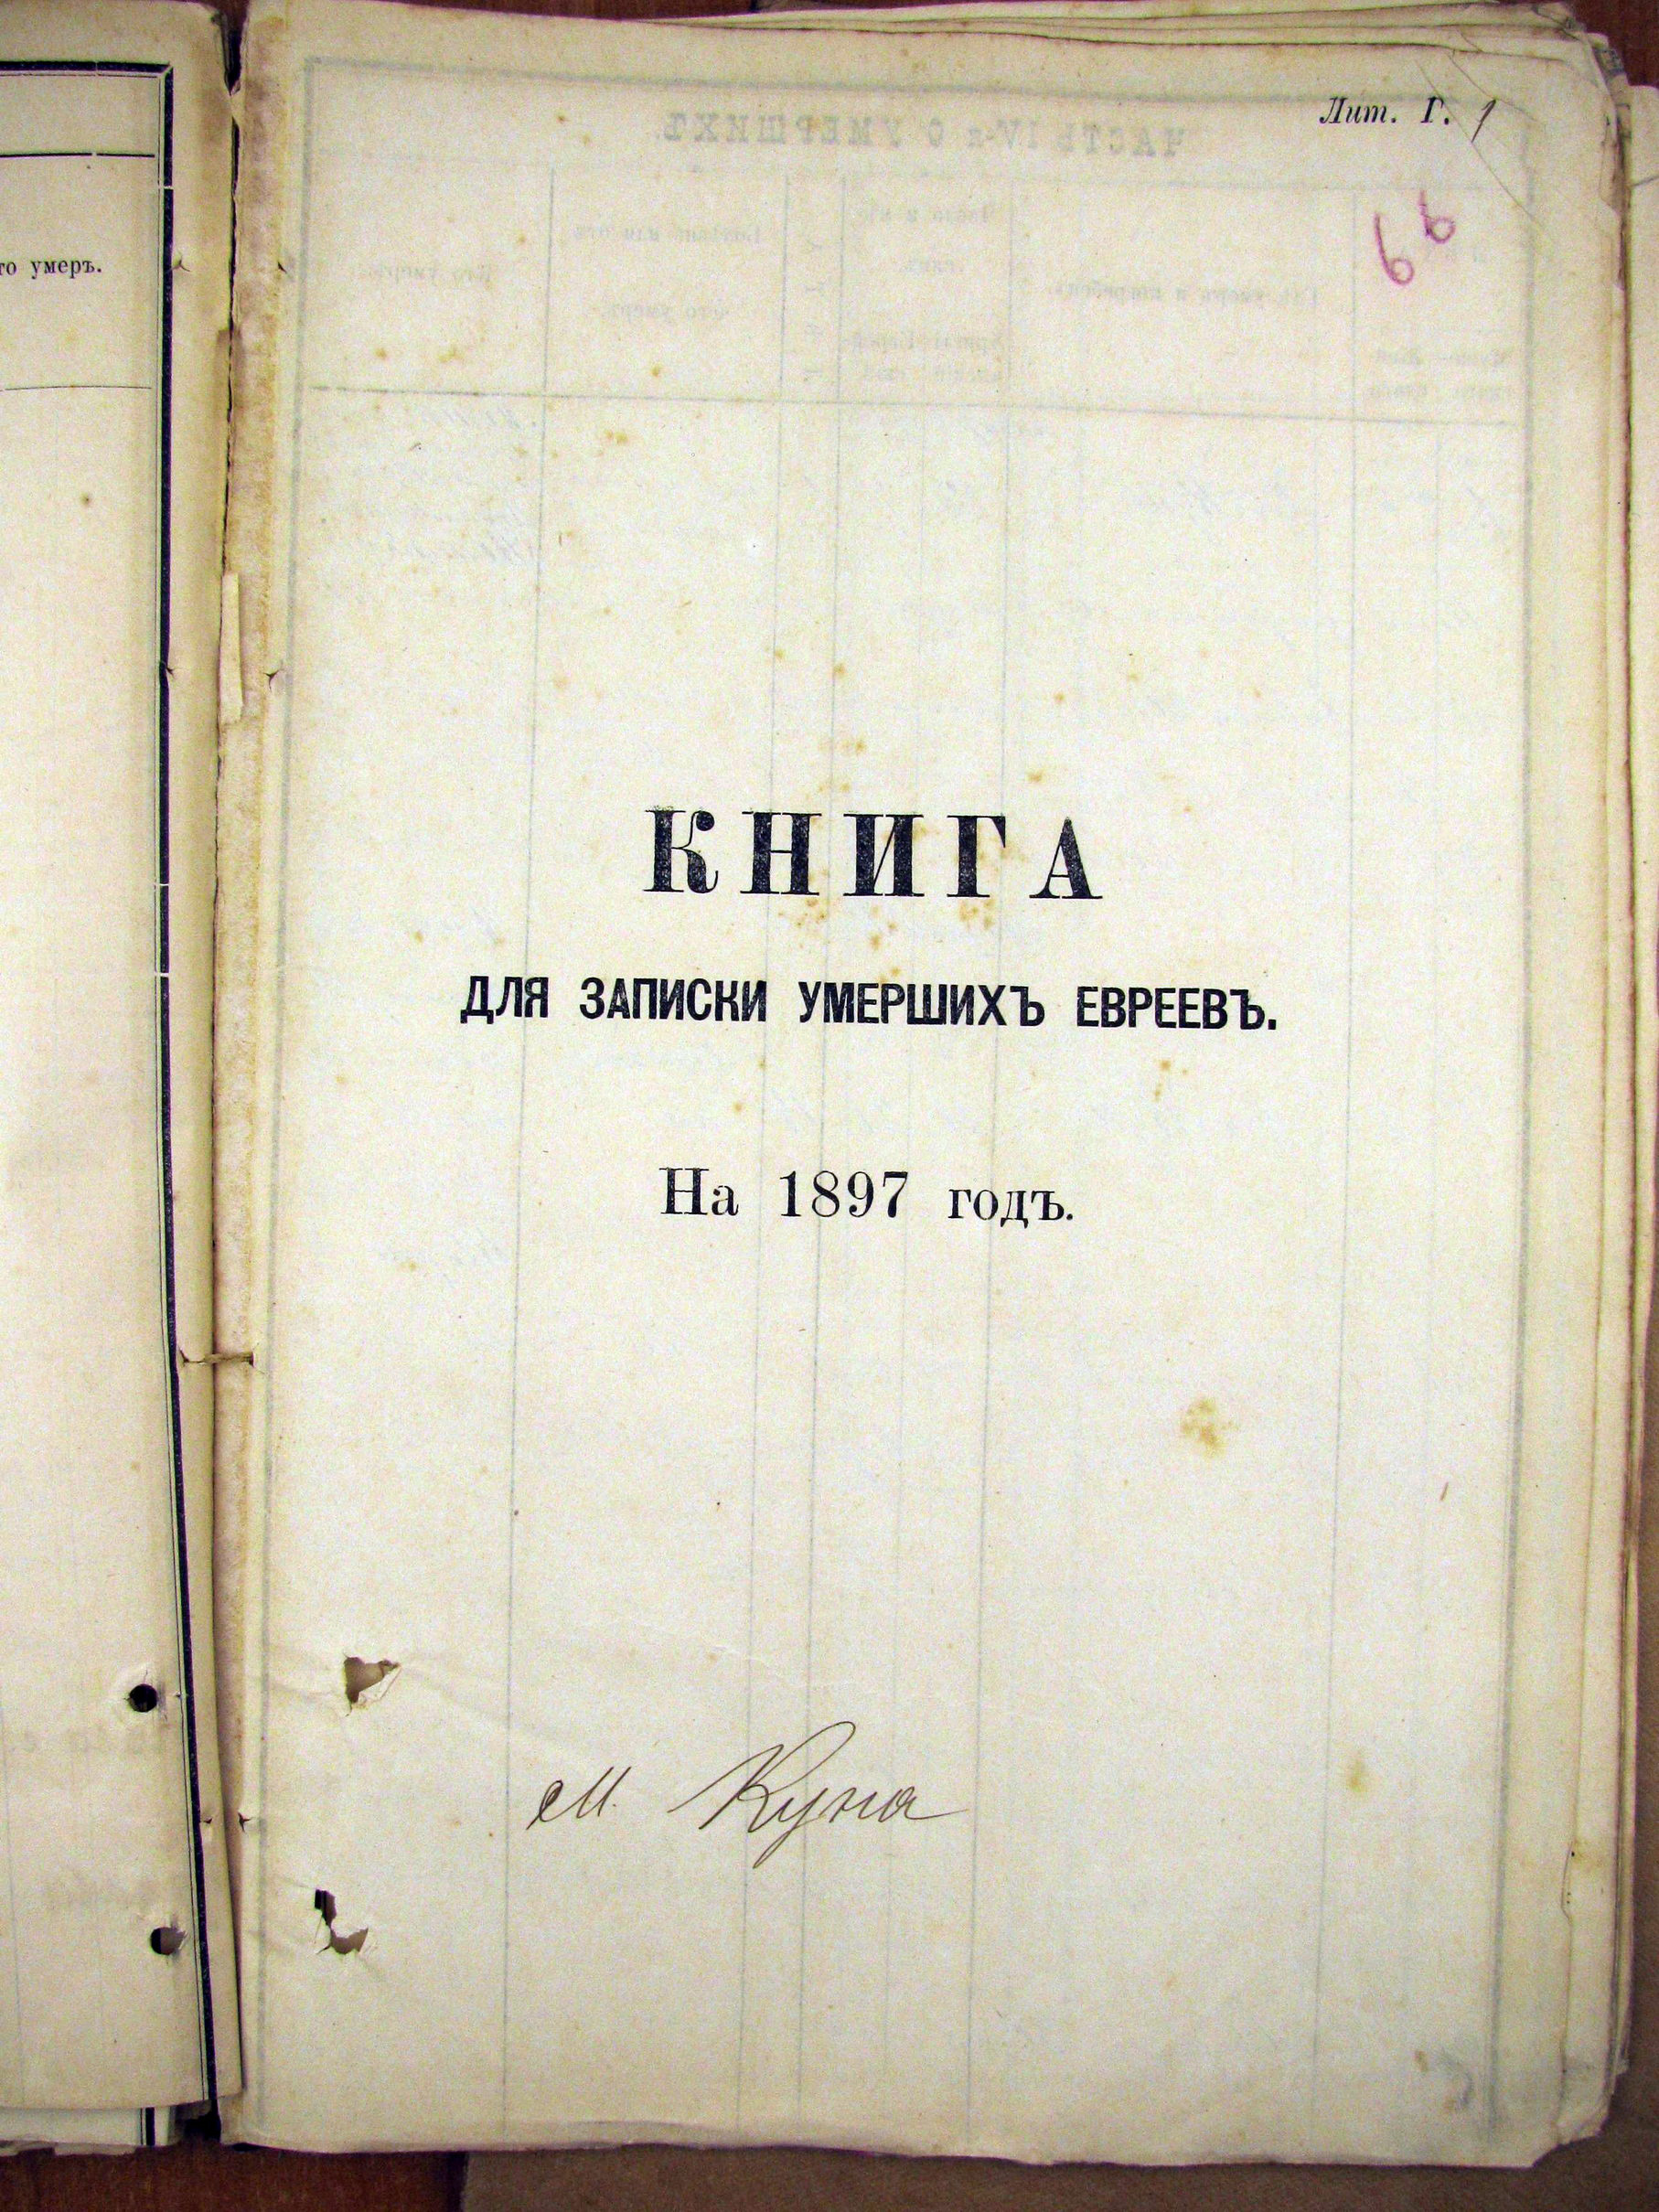 то умеръ.
Лит. Г. 1
66
КНИГА
ДЛЯ ЗАПИСКИ УМЕРШИХЪ ЕВРЕЕВЪ.
На 1897 годъ.
м. Куна